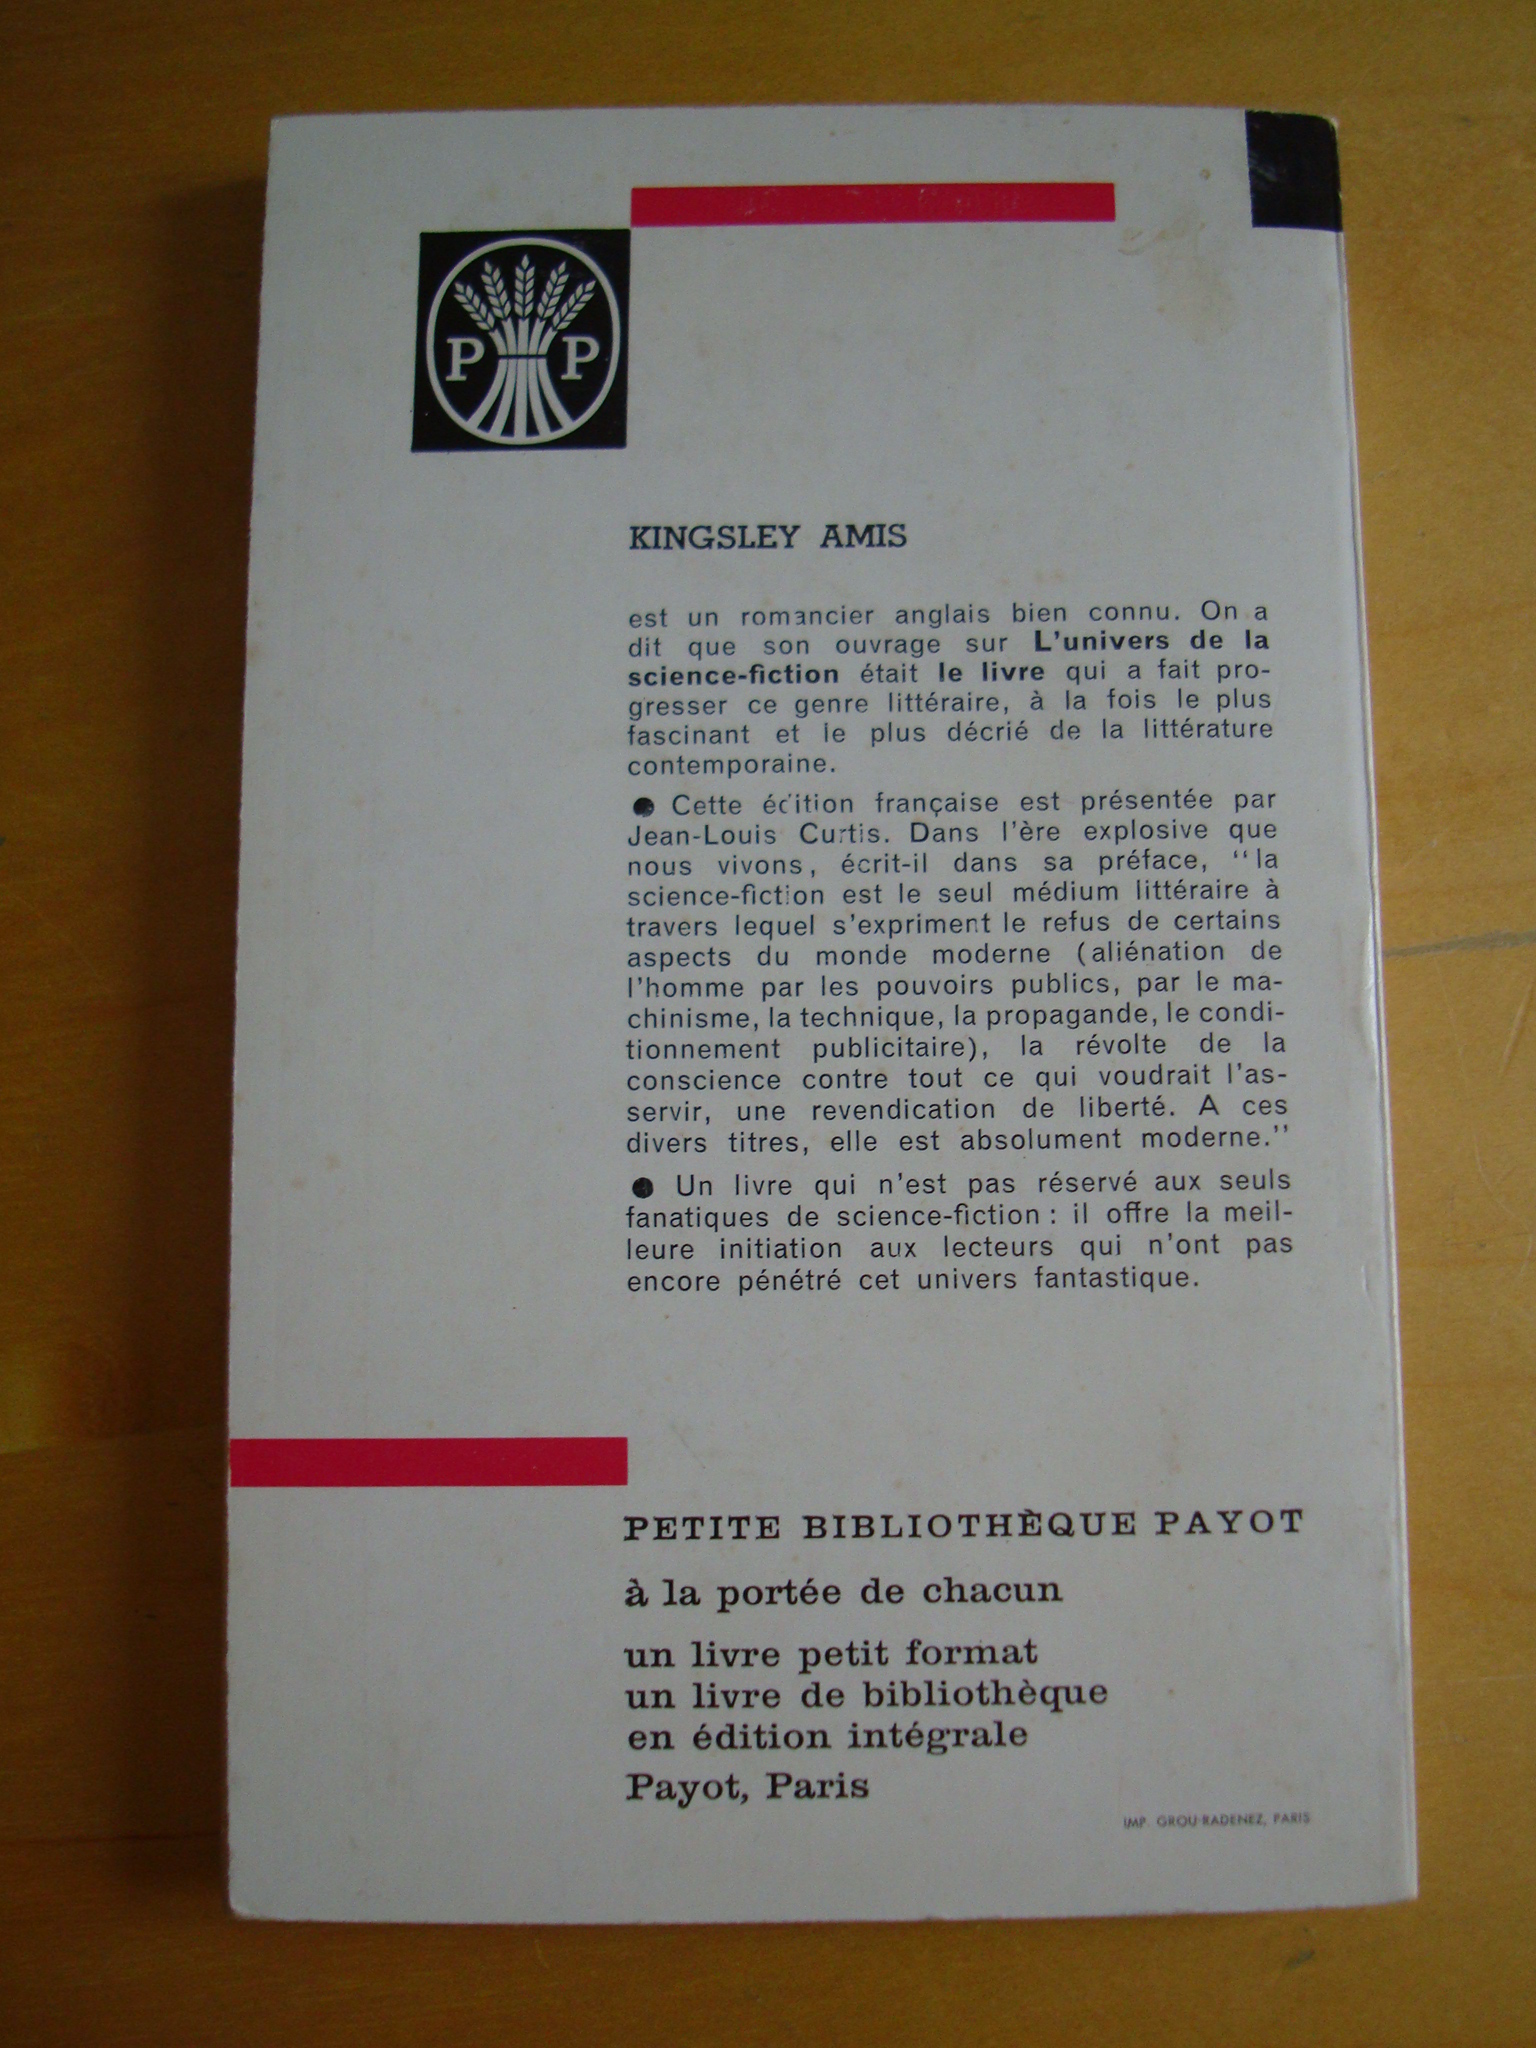 P P
KINGSLEY AMIS
est un romancier anglais bien connu. On a
dit que son ouvrage sur L'univers de la
science-fiction était le livre qui a fait pro-
gresser ce genre littéraire, à la fois le plus
fascinant et le plus décrié de la littérature
contemporaine.
● Cette édition française est présentée par
Jean-Louis Curtis. Dans l'ère explosive que
nous vivons, écrit-il dans sa préface, "la
science-fiction est le seul médium littéraire à
travers lequel s'expriment le refus de certains
aspects du monde moderne (aliénation de
l'homme par les pouvoirs publics, par le ma-
chinisme, la technique, la propagande, le condi-
tionnement publicitaire), la révolte de la
conscience contre tout ce qui voudrait l'as-
servir, une revendication de liberté. A ces
divers titres, elle est absolument moderne."
● Un livre qui n'est pas réservé aux seuls
fanatiques de science-fiction : il offre la meil-
leure initiation aux lecteurs qui n'ont pas
encore pénétré cet univers fantastique.
PETITE BIBLIOTHÈQUE PAYOT
à la portée de chacun
un livre petit format
un livre de bibliothèque
en édition intégrale
Payot, Paris
IMP. GROU-RADENEZ, PARIS